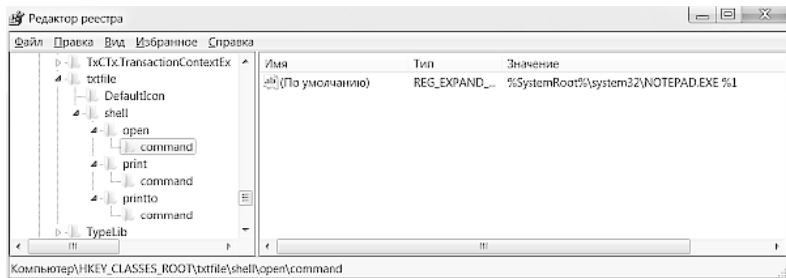 Редактор реестра
Файл Правка Вид Избранное Справка
TxCTx.TransactionContextEx
txtfile
DefaultIcon
shell
open
command
print
command
printto
command
TypeLib
Имя Тип Значение
ab (По умолчанию) REG_EXPAND_... %SystemRoot%\system32\NOTEPAD.EXE %1
Компьютер\HKEY_CLASSES_ROOT\txtfile\shell\open\command